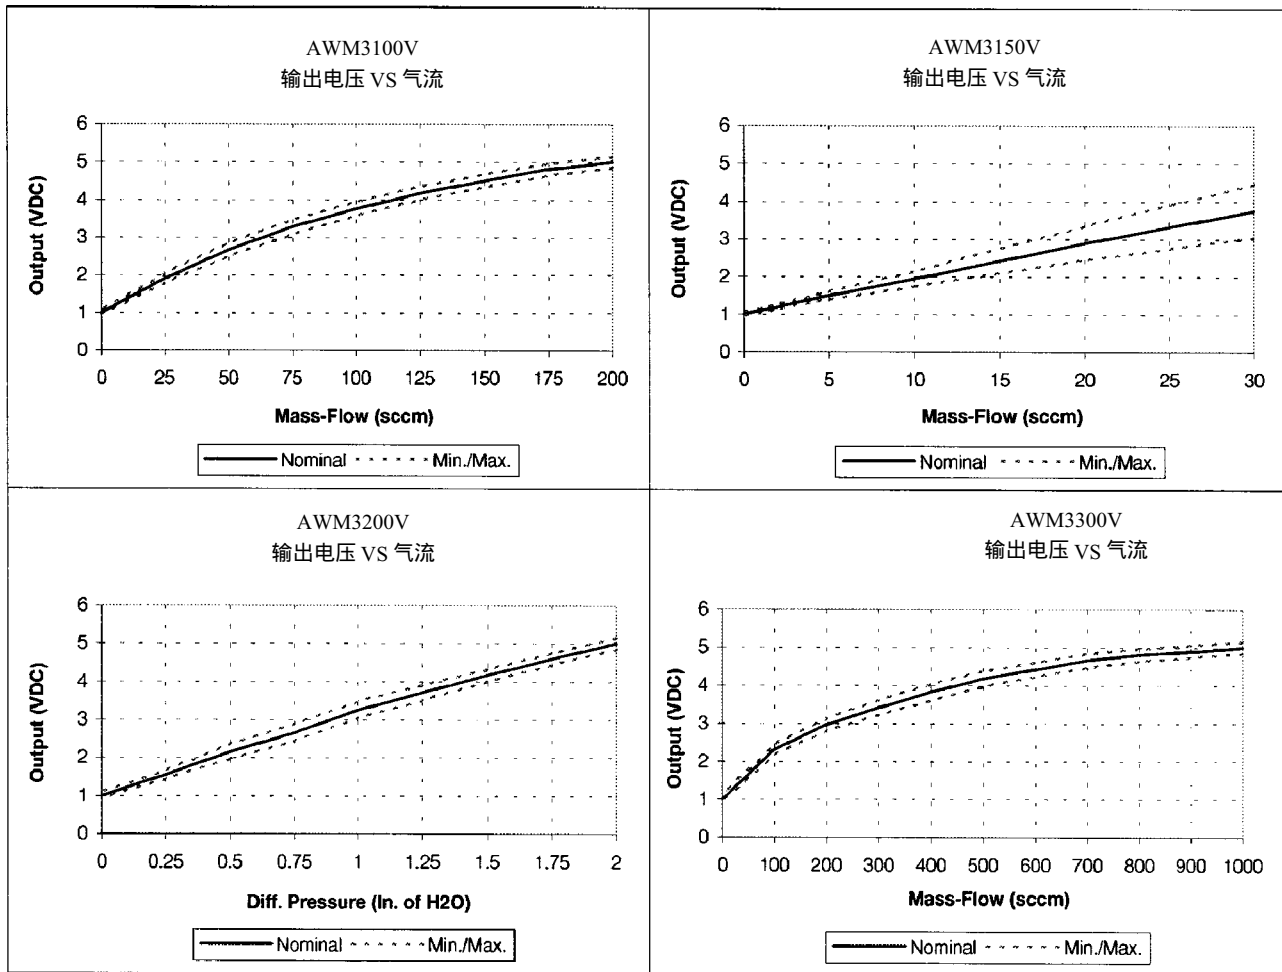 AWM3100V
输出电压 VS 气流
6
5
4
3
2
1
0
Output (VDC)
0 25 50 75 100 125 150 175 200
Mass-Flow (sccm)
Nominal Min./Max.
AWM3150V
输出电压 VS 气流
6
5
4
3
2
1
0
Output (VDC)
0 5 10 15 20 25 30
Mass-Flow (sccm)
Nominal Min./Max.
AWM3200V
输出电压 VS 气流
6
5
4
3
2
1
0
Output (VDC)
0 0.25 0.5 0.75 1 1.25 1.5 1.75 2
Diff. Pressure (In. of H2O)
Nominal Min./Max.
AWM3300V
输出电压 VS 气流
6
5
4
3
2
1
0
Output (VDC)
0 100 200 300 400 500 600 700 800 900 1000
Mass-Flow (sccm)
Nominal Min./Max.